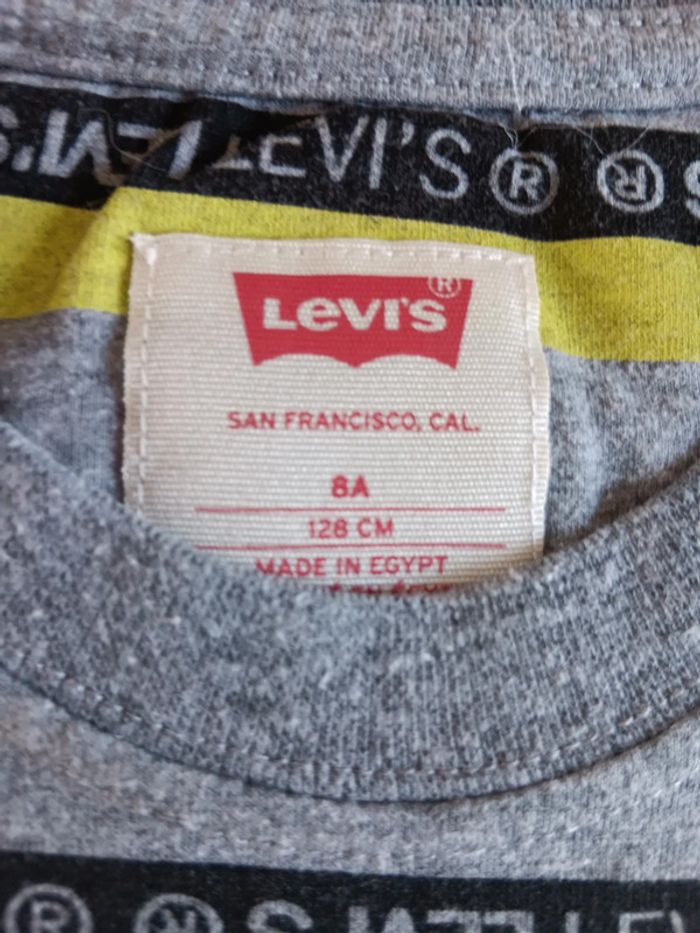 LEVI'S®
®
Levi's®
SAN FRANCISCO, CAL.
8A
128 CM
MADE IN EGYPT